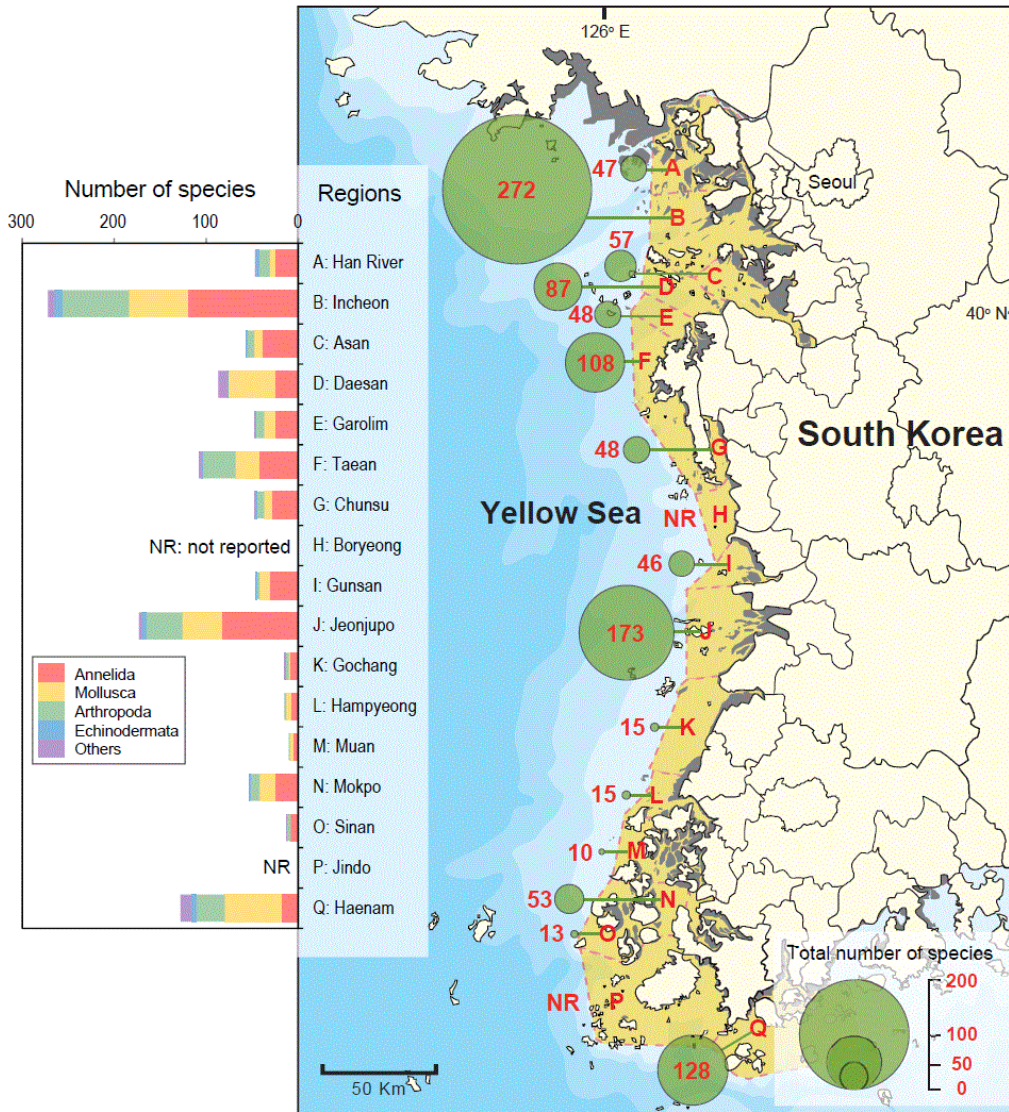 126° E
Number of species
300
200
100
0
Regions
A: Han River
B: Incheon
C: Asan
D: Daesan
E: Garolim
F: Taean
G: Chunsu
NR: not reported
H: Boryeong
I: Gunsan
J: Jeonjupo
K: Gochang
L: Hampyeong
M: Muan
N: Mokpo
O: Sinan
NR
P: Jindo
Q: Haenam
Annelida
Mollusca
Arthropoda
Echinodermata
Others
47
A
Seoul
272
B
57
C
87
D
48
E
40° N
108
F
South Korea
48
G
Yellow Sea
NR
H
46
I
173
J
15
K
15
L
10
M
53
N
13
O
NR
P
Q
128
50 Km
Total number of species
200
100
50
0